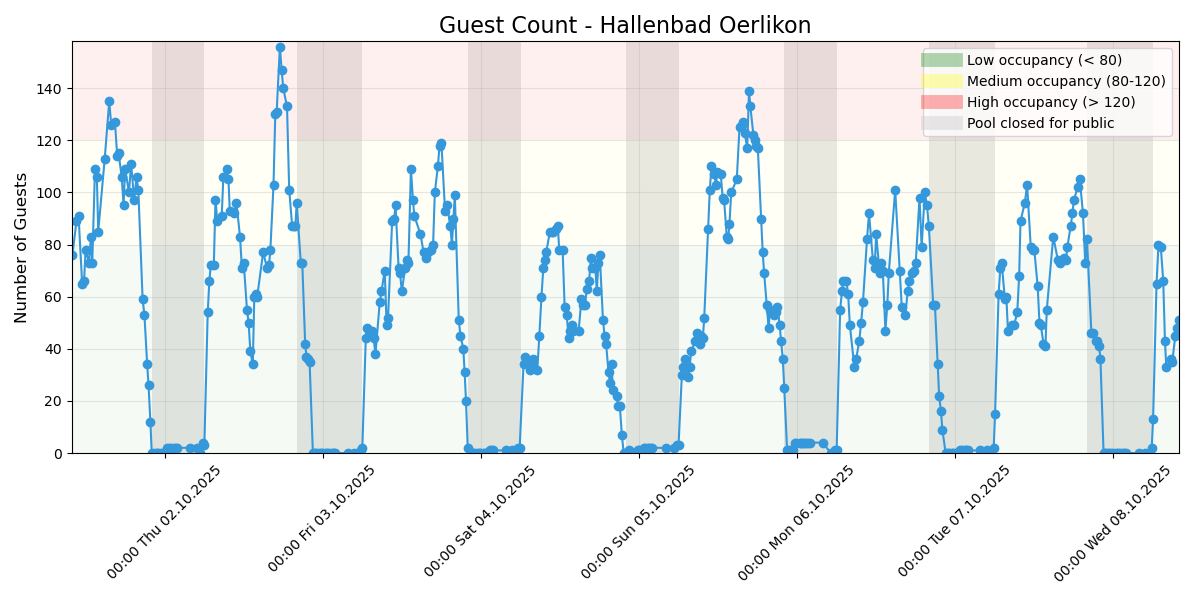 Guest Count - Hallenbad Oerlikon
Low occupancy (< 80)
Medium occupancy (80-120)
High occupancy (> 120)
Pool closed for public
Number of Guests
140
120
100
80
60
40
20
0
00:00 Thu 02.10.2025
00:00 Fri 03.10.2025
00:00 Sat 04.10.2025
00:00 Sun 05.10.2025
00:00 Mon 06.10.2025
00:00 Tue 07.10.2025
00:00 Wed 08.10.2025